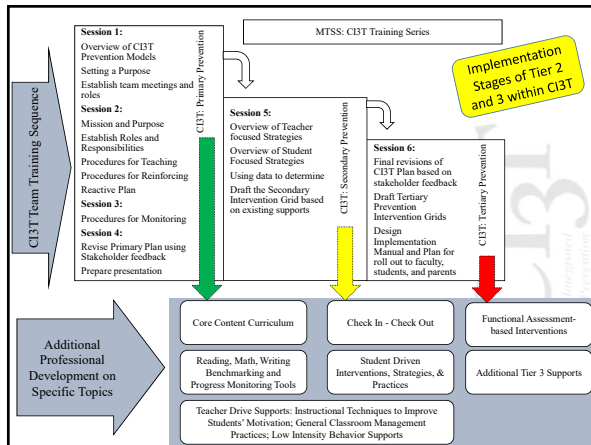 MTSS: CI3T Training Series
Implementation
Stages of Tier 2
and 3 within CI3T
CI3T Team Training Sequence
Session 1:
Overview of CI3T
Prevention Models
Setting a Purpose
Establish team meetings and
roles
Session 2:
Mission and Purpose
Establish Roles and
Responsibilities
Procedures for Teaching
Procedures for Reinforcing
Reactive Plan
Session 3:
Procedures for Monitoring
Session 4:
Revise Primary Plan using
Stakeholder feedback
Prepare presentation
CI3T: Primary Prevention
Session 5:
Overview of Teacher
focused Strategies
Overview of Student
Focused Strategies
Using data to determine
Draft the Secondary
Intervention Grid based on
existing supports
CI3T: Secondary Prevention
Session 6:
Final revisions of
CI3T Plan based on
stakeholder feedback
Draft Tertiary
Prevention
Intervention Grids
Design
Implementation
Manual and Plan for
roll out to faculty,
students, and parents
CI3T: Tertiary Prevention
Additional
Professional
Development on
Specific Topics
Core Content Curriculum
Check In - Check Out
Functional Assessment-
based Interventions
Reading, Math, Writing
Benchmarking and
Progress Monitoring Tools
Student Driven
Interventions, Strategies, &
Practices
Additional Tier 3 Supports
Teacher Drive Supports: Instructional Techniques to Improve
Students' Motivation; General Classroom Management
Practices; Low Intensity Behavior Supports